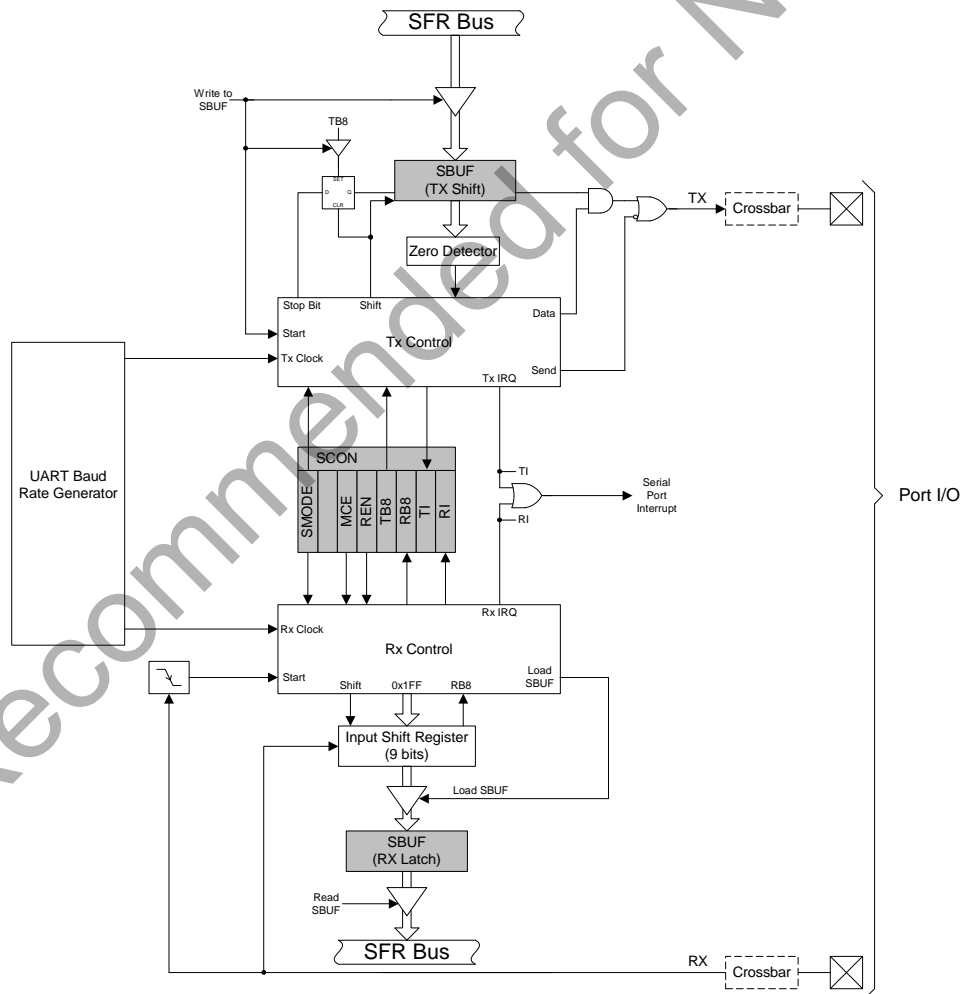 SFR Bus
Write to
SBUF
TB8
SET
D Q
CLR
SBUF
(TX Shift)
TX
Crossbar
Zero Detector
Stop Bit
Shift
Data
Start
Tx Control
Tx Clock
Send
Tx IRQ
UART Baud
Rate Generator
SCON
SMODE
MCE
REN
TB8
RB8
TI
RI
TI
Serial
Port
Interrupt
RI
Port I/O
Rx IRQ
Rx Clock
Rx Control
Start
Load
SBUF
Shift
0x1FF
RB8
Input Shift Register
(9 bits)
Load SBUF
SBUF
(RX Latch)
Read
SBUF
SFR Bus
RX
Crossbar
Recommended for N